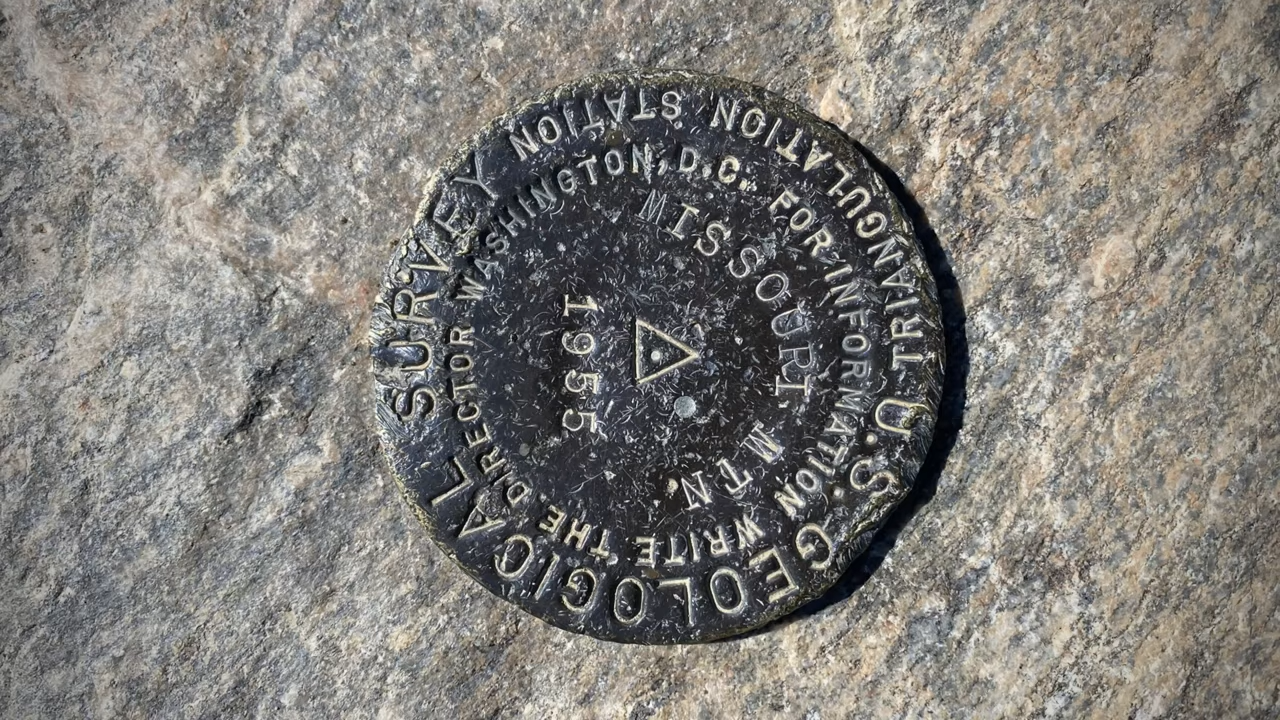 U.S. GEOLOGICAL SURVEY
TRIANGULATION STATION
FOR INFORMATION WRITE THE DIRECTOR WASHINGTON, D.C.
MISSOURI MTN
1955